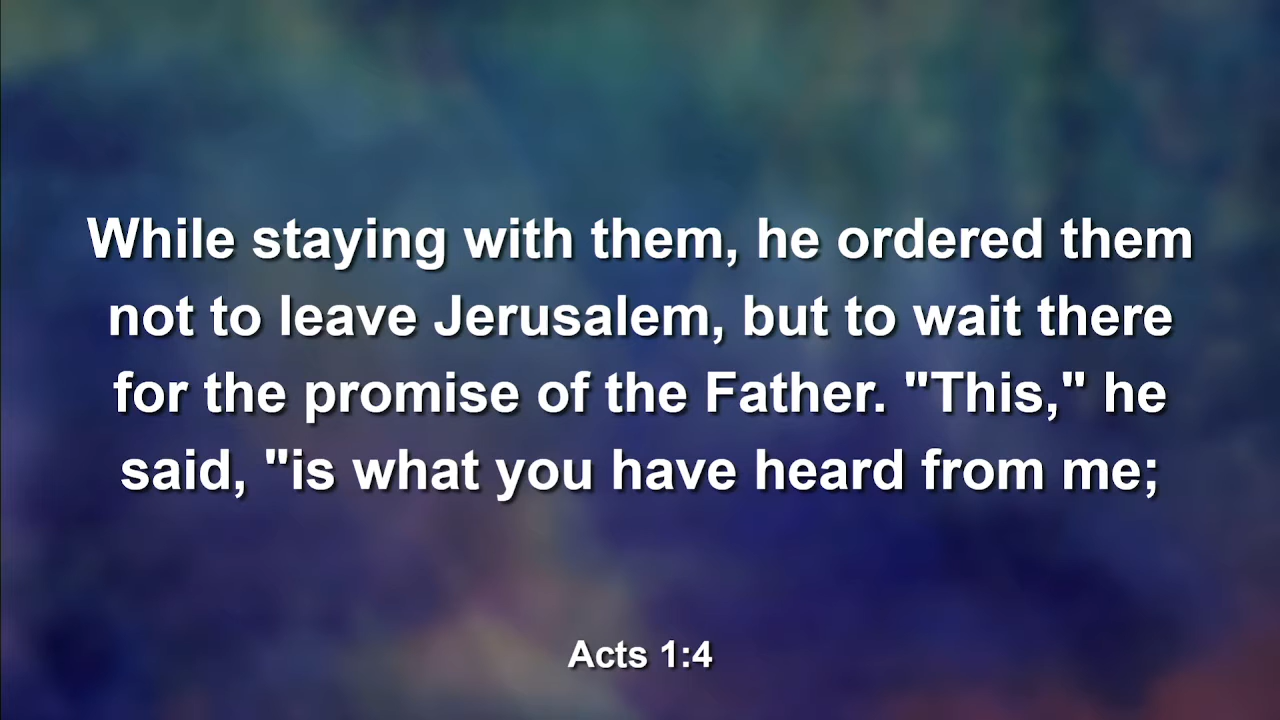 While staying with them, he ordered them
not to leave Jerusalem, but to wait there
for the promise of the Father. "This," he
said, "is what you have heard from me;
Acts 1:4